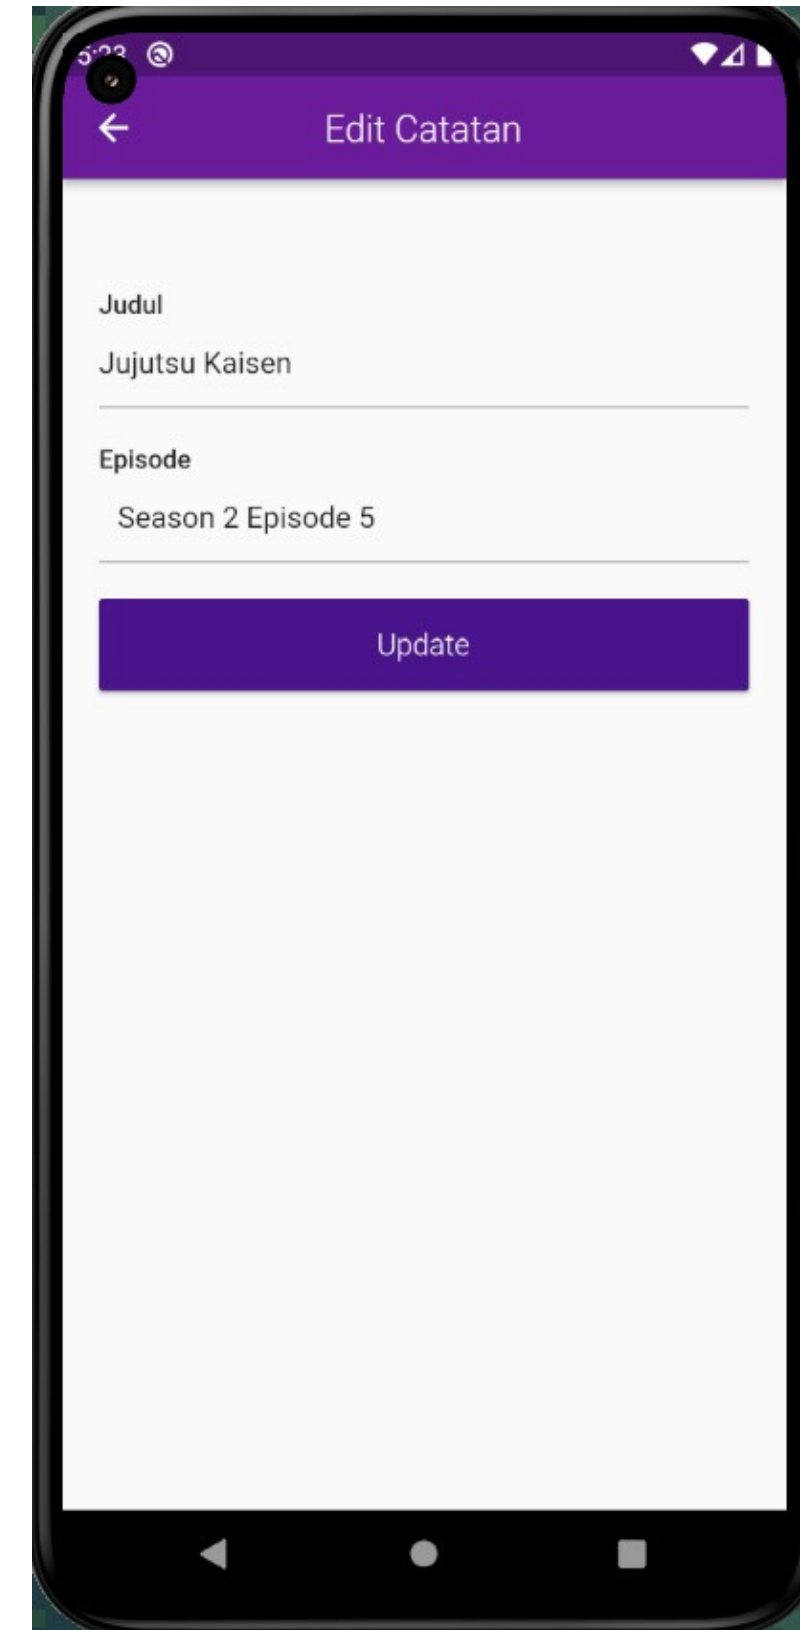 Edit Catatan
Judul
Jujutsu Kaisen
Episode
Season 2 Episode 5
Update